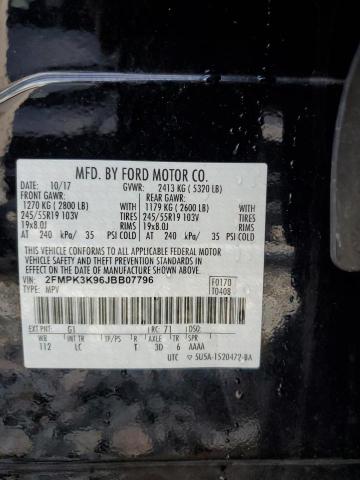 MFD. BY FORD MOTOR CO.
10/17 GVWR: 2413 KG ( 5320 LB)
FRONT GAWR: REAR GAWR:
1270 KG ( 2800 LB) 1179 KG ( 2600 LB)
245/55R19 103V TIRES 245/55R19 103V TIRES
19x8.0J RIMS 19x8.0J RIMS
AT 240 kPa/ 35 PSI COLD AT 240 kPa/ 35 PSI COLD
THIS VEHICLE CONFORMS TO ALL APPLICABLE FEDERAL MOTOR
VEHICLE SAFETY AND THEFT PREVENTION STANDARDS IN EFFECT
ON THE DATE OF MANUFACTURE SHOWN ABOVE.
VIN: 2FMPK3K96JBB07796 F0170
TYPE: MPV T0408
EXT PNT: G1 RC: 71 DSO:
WB INT TR TP/PS R AXLE TR SPR
112 LC T 3D 6 AAAA
UTC 5U5A-1520472-BA